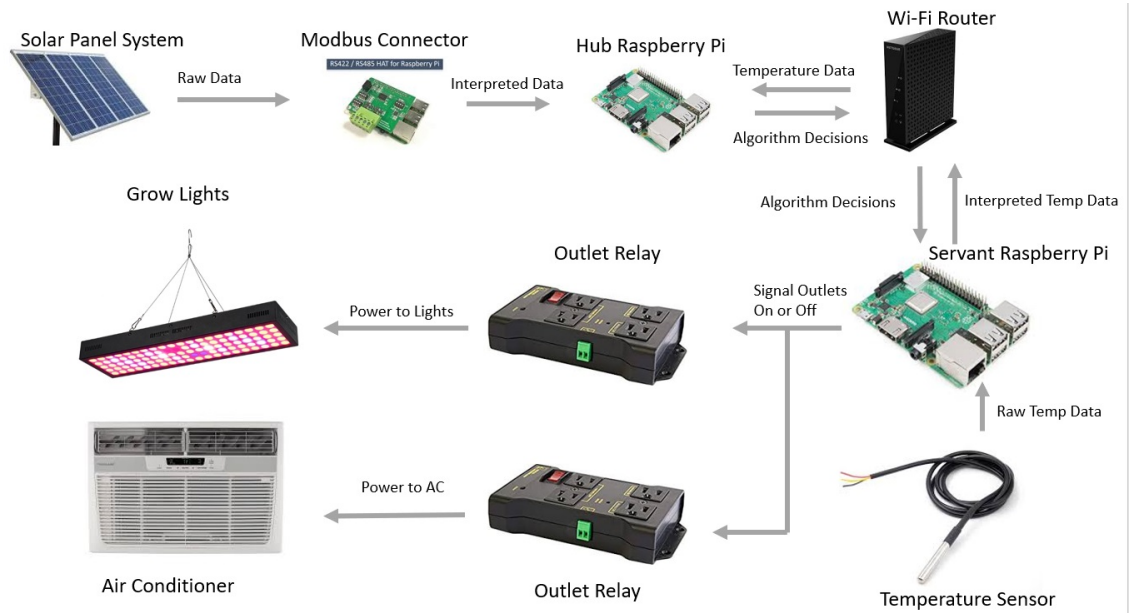 Solar Panel System
Raw Data
Modbus Connector
RS422 / RS485 HAT for Raspberry Pi
Interpreted Data
Hub Raspberry Pi
Temperature Data
Algorithm Decisions
Wi-Fi Router
Grow Lights
Algorithm Decisions
Interpreted Temp Data
Outlet Relay
Servant Raspberry Pi
Power to Lights
Signal Outlets
On or Off
Raw Temp Data
Power to AC
Air Conditioner
Outlet Relay
Temperature Sensor